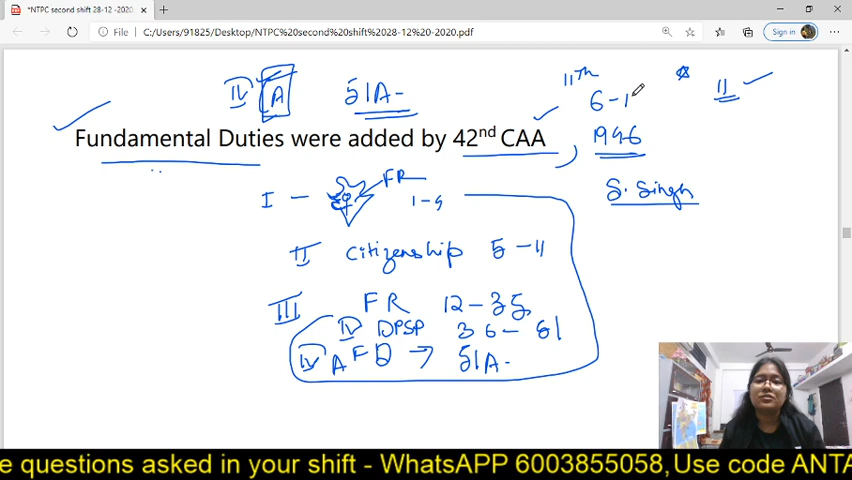 *NTPC second shift 28-12 -2020.p
Sign in
File | C:/Users/91825/Desktop/NTPC%20second%20shift%2028-12%20-2020.pdf
IV A 51A- 11th 11
6-1
Fundamental Duties were added by 42nd CAA 1996
S. Singh
I - FR 1-4
II Citizenship 5-11
III FR 12-35
IV DPSP 36-51
IV A FD → 51A-
e questions asked in your shift - WhatsAPP 6003855058, Use code ANTA